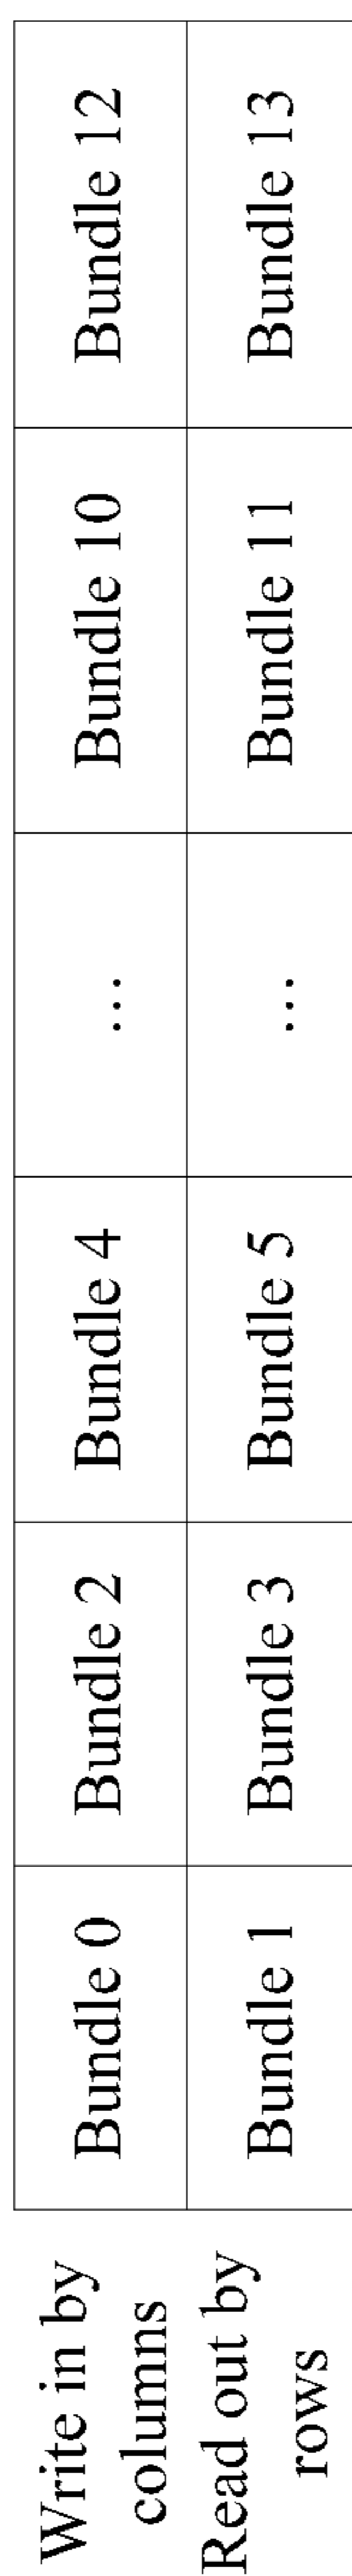 Write in by
columns
Read out by
rows
Bundle 0 Bundle 2 Bundle 4 … Bundle 10 Bundle 12
Bundle 1 Bundle 3 Bundle 5 … Bundle 11 Bundle 13